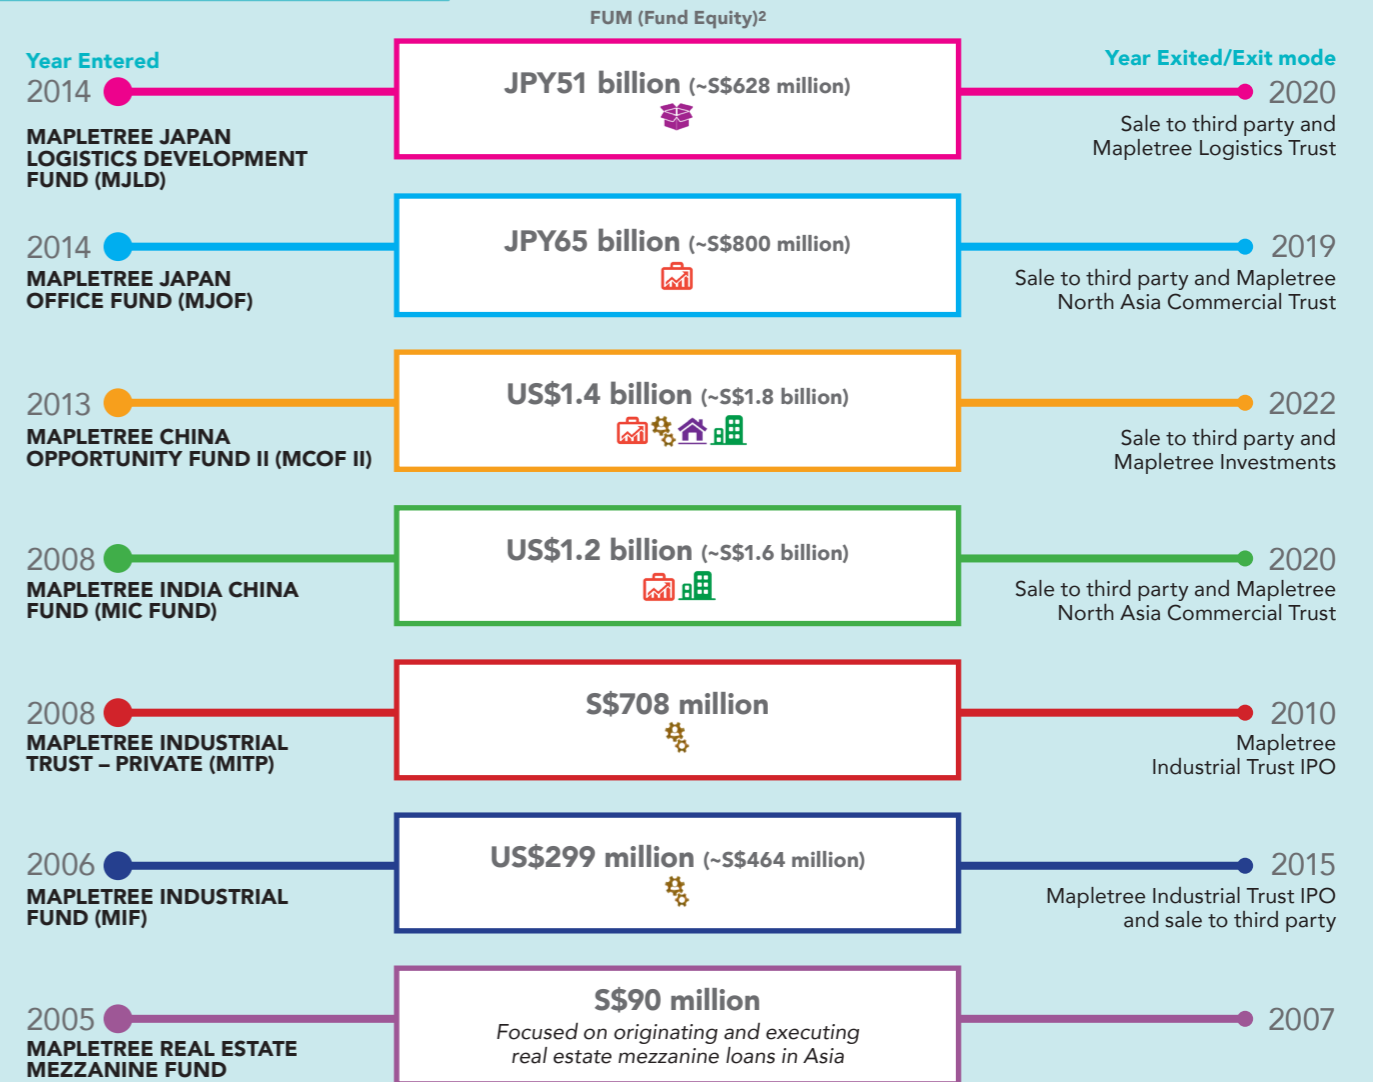 FUM (Fund Equity)2
Year Entered
Year Exited/Exit mode
2014
JPY51 billion (~S$628 million)
2020
MAPLETREE JAPAN
LOGISTICS DEVELOPMENT
FUND (MJLD)
Sale to third party and
Mapletree Logistics Trust
2014
JPY65 billion (~S$800 million)
2019
MAPLETREE JAPAN
OFFICE FUND (MJOF)
Sale to third party and Mapletree
North Asia Commercial Trust
2013
US$1.4 billion (~S$1.8 billion)
2022
MAPLETREE CHINA
OPPORTUNITY FUND II (MCOF II)
Sale to third party and
Mapletree Investments
2008
US$1.2 billion (~S$1.6 billion)
2020
MAPLETREE INDIA CHINA
FUND (MIC FUND)
Sale to third party and Mapletree
North Asia Commercial Trust
2008
S$708 million
2010
MAPLETREE INDUSTRIAL
TRUST – PRIVATE (MITP)
Mapletree
Industrial Trust IPO
2006
US$299 million (~S$464 million)
2015
MAPLETREE INDUSTRIAL
FUND (MIF)
Mapletree Industrial Trust IPO
and sale to third party
2005
S$90 million
Focused on originating and executing
real estate mezzanine loans in Asia
2007
MAPLETREE REAL ESTATE
MEZZANINE FUND